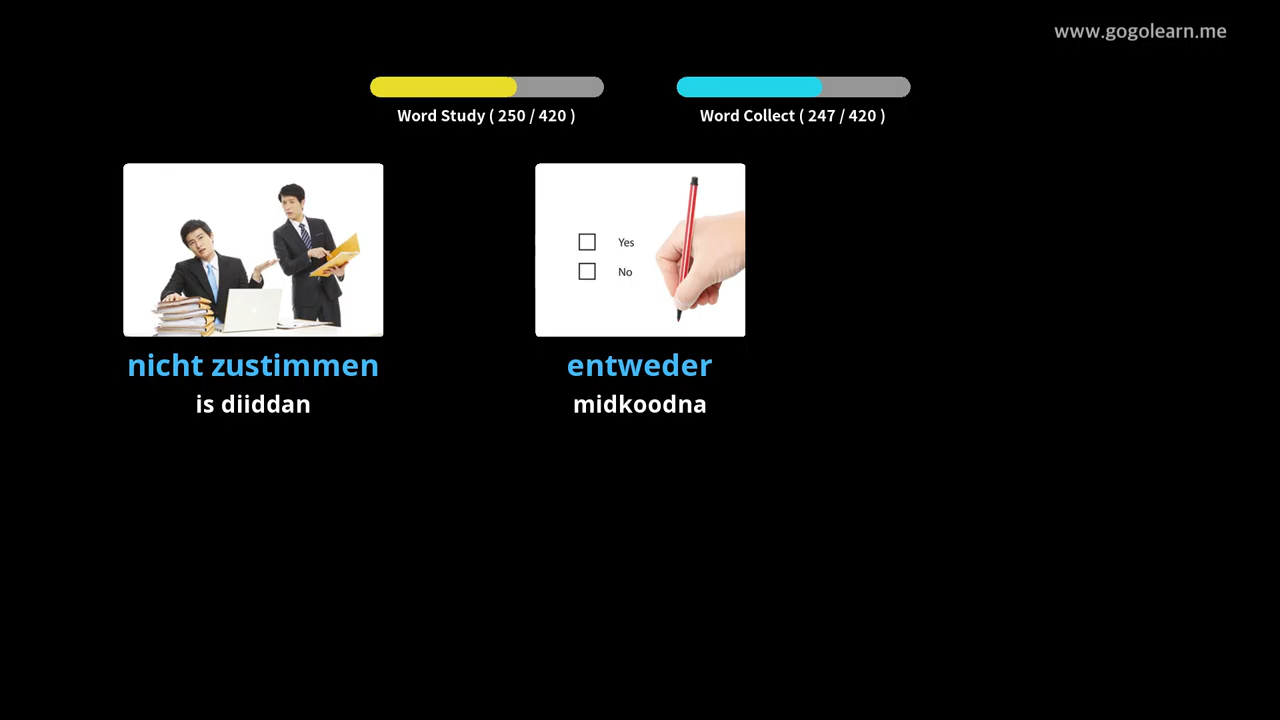 www.gogolearn.me
Word Study ( 250 / 420 )
Word Collect ( 247 / 420 )
Yes
No
nicht zustimmen
is diiddan
entweder
midkoodna